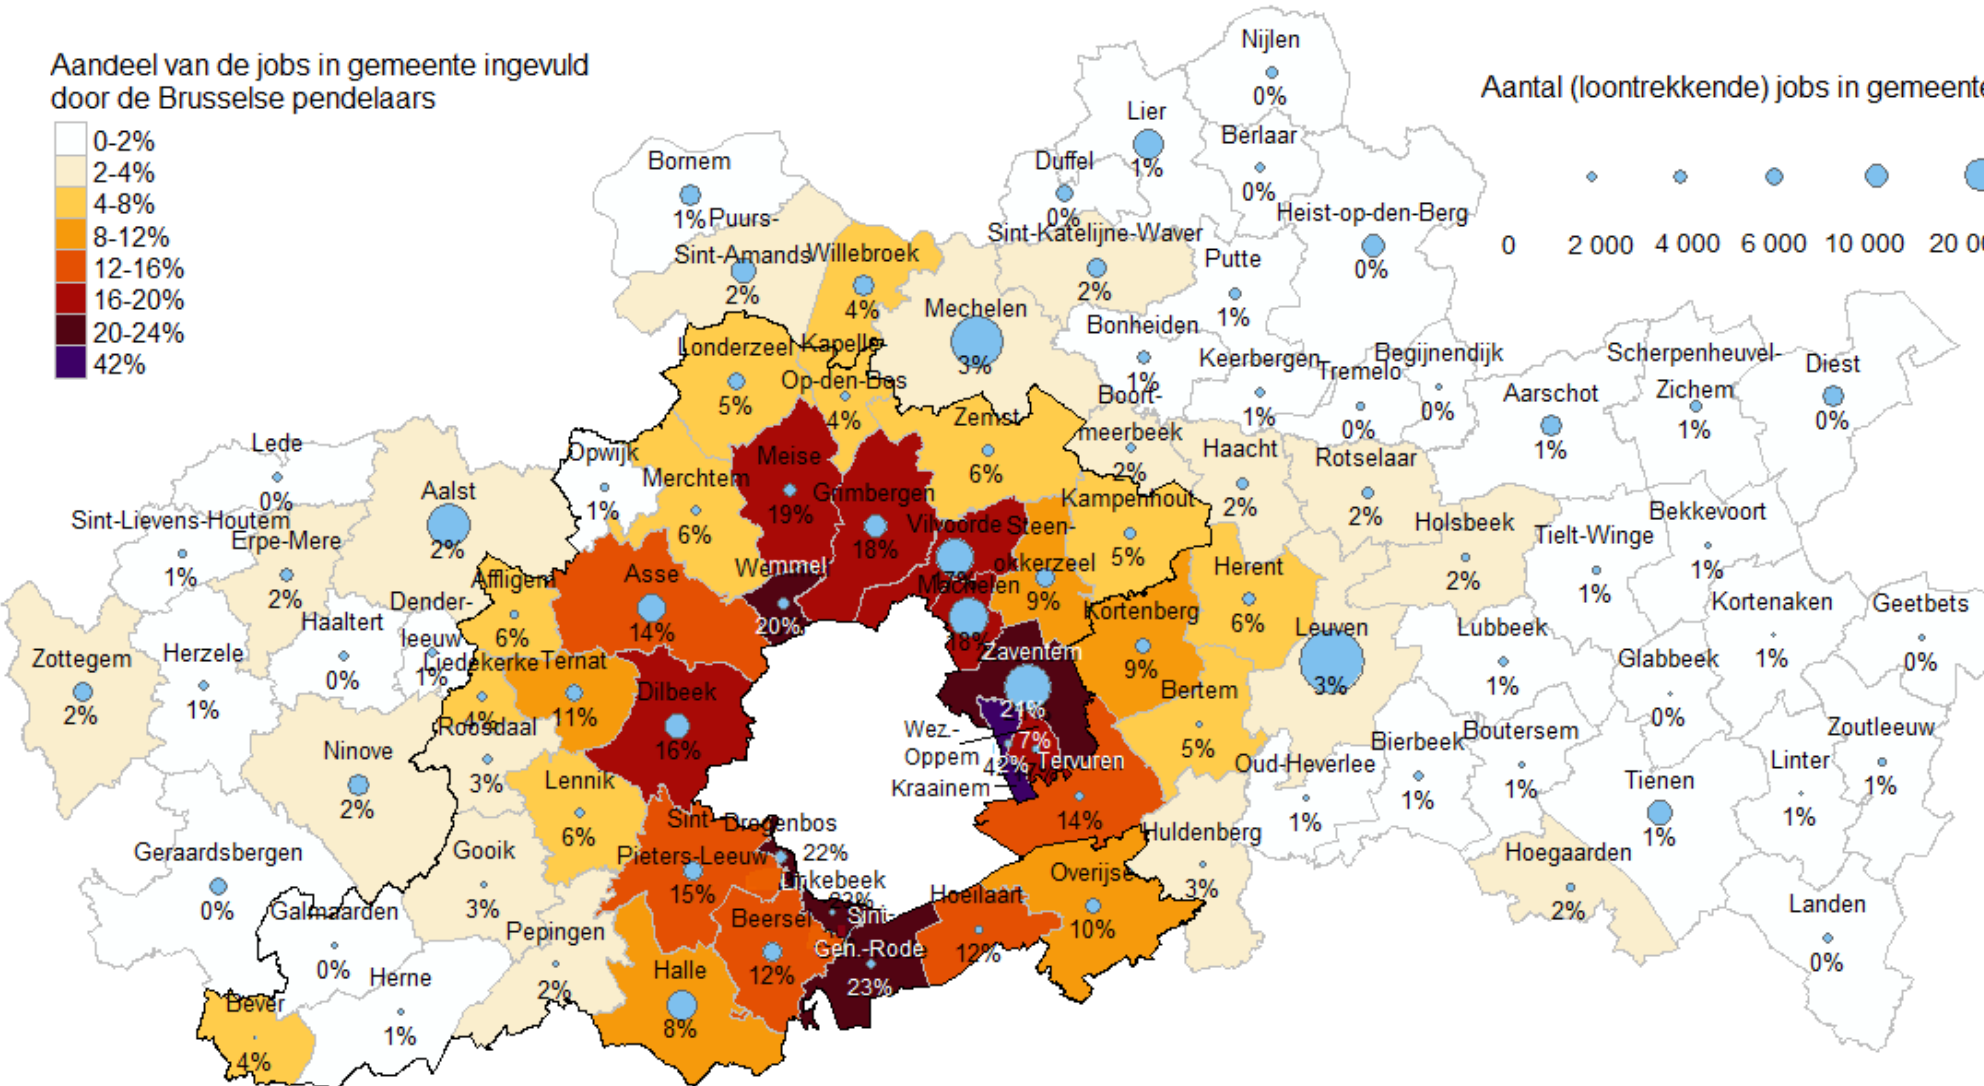 Aandeel van de jobs in gemeente ingevuld
door de Brusselse pendelaars
0-2%
2-4%
4-8%
8-12%
12-16%
16-20%
20-24%
42%
Aantal (loontrekkende) jobs in gemeente
0 2 000 4 000 6 000 10 000 20 00
Nijlen
0%
Lier
1%
Berlaar
0%
Duffel
0%
Bornem
1%
Puurs-
Sint-Amands
2%
Willebroek
4%
Sint-Katelijne-Waver
2%
Heist-op-den-Berg
0%
Putte
1%
Mechelen
3%
Bonheiden
1%
Keerbergen
1%
Tremelo
0%
Begijnendijk
0%
Scherpenheuvel-
Zichem
1%
Diest
0%
Aarschot
1%
Londerzeel
5%
Kapelle-
Op-den-Bos
4%
Boort-
meerbeek
2%
Zemst
6%
Haacht
2%
Rotselaar
2%
Lede
0%
Opwijk
1%
Merchtem
6%
Meise
19%
Grimbergen
18%
Aalst
2%
Sint-Lievens-Houtem
1%
Erpe-Mere
2%
Vilvoorde
17%
Steen-
okkerzeel
9%
Kampenhout
5%
Holsbeek
2%
Tielt-Winge
1%
Bekkevoort
1%
Affligem
6%
Asse
14%
Wemmel
20%
Machelen
18%
Herent
6%
Kortenberg
9%
Leuven
3%
Lubbeek
1%
Kortenaken
1%
Geetbets
0%
Dender-
leeuw
1%
Haaltert
0%
Herzele
1%
Zottegem
2%
Liedekerke
4%
Ternat
11%
Dilbeek
16%
Zaventem
21%
Bertem
5%
Glabbeek
0%
Roosdaal
3%
Ninove
2%
Wez.-
Oppem
7%
Kraainem
42%
Tervuren
14%
Oud-Heverlee
1%
Bierbeek
1%
Boutersem
1%
Tienen
1%
Linter
1%
Zoutleeuw
1%
Lennik
6%
Geraardsbergen
0%
Gooik
3%
Sint-
Pieters-Leeuw
15%
Drogenbos
22%
Linkebeek
23%
Huldenberg
3%
Hoegaarden
2%
Overijse
10%
Hoeilaart
12%
Landen
0%
Galmaarden
0%
Pepingen
2%
Beersel
12%
Sint-
Gen.-Rode
23%
Herne
1%
Halle
8%
Bever
4%